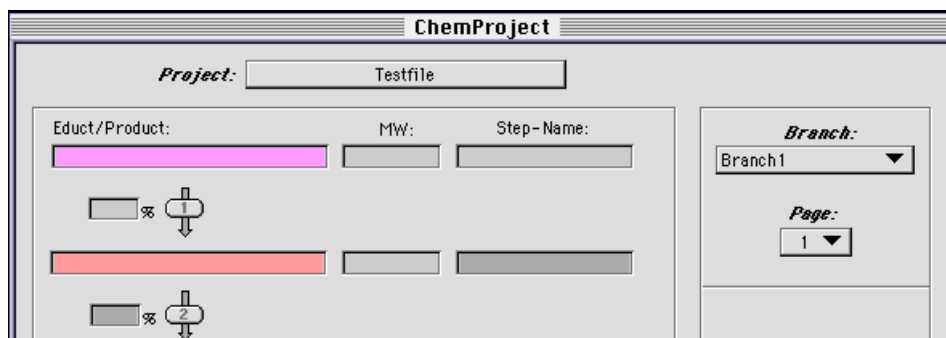 ChemProject
Project: Testfile
Educt/Product: MW: Step-Name:
Branch:
Branch1
% 1
Page:
1
% 2